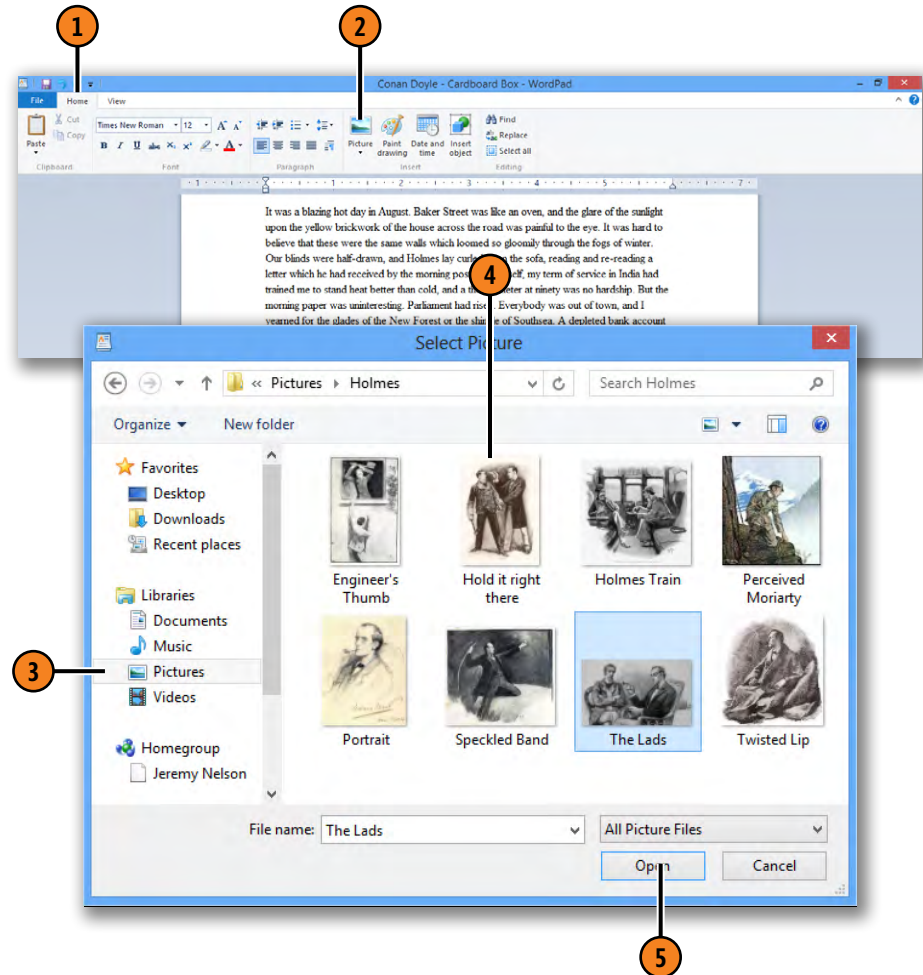 1
2
Conan Doyle - Cardboard Box - WordPad
File Home View
Paste
Cut
Copy
Clipboard
Times New Roman 12 A A
B I U abc X₂ X² A
Font
Paragraph
Picture
Paint drawing
Date and time
Insert object
Insert
Find
Replace
Select all
Editing
1 1 2 3 4 5 7
It was a blazing hot day in August. Baker Street was like an oven, and the glare of the sunlight
upon the yellow brickwork of the house across the road was painful to the eye. It was hard to
believe that these were the same walls which loomed so gloomily through the fogs of winter.
Our blinds were half-drawn, and Holmes lay the sofa, reading and re-reading a
letter which he had received by the morning my term of service in India had
trained me to stand heat better than cold, and a at ninety was no hardship. But the
morning paper was uninteresting. Parliament had Everybody was out of town, and I
yearned for the glades of the New Forest or the of Southsea. A depleted bank account
4
Select Picture
« Pictures Holmes
Search Holmes
Organize New folder
Favorites
Desktop
Downloads
Recent places
Libraries
Documents
Music
3
Pictures
Videos
Homegroup
Jeremy Nelson
Engineer's
Thumb
Hold it right
there
Holmes Train
Perceived
Moriarty
Portrait
Speckled Band
The Lads
Twisted Lip
File name: The Lads
All Picture Files
Open Cancel
5